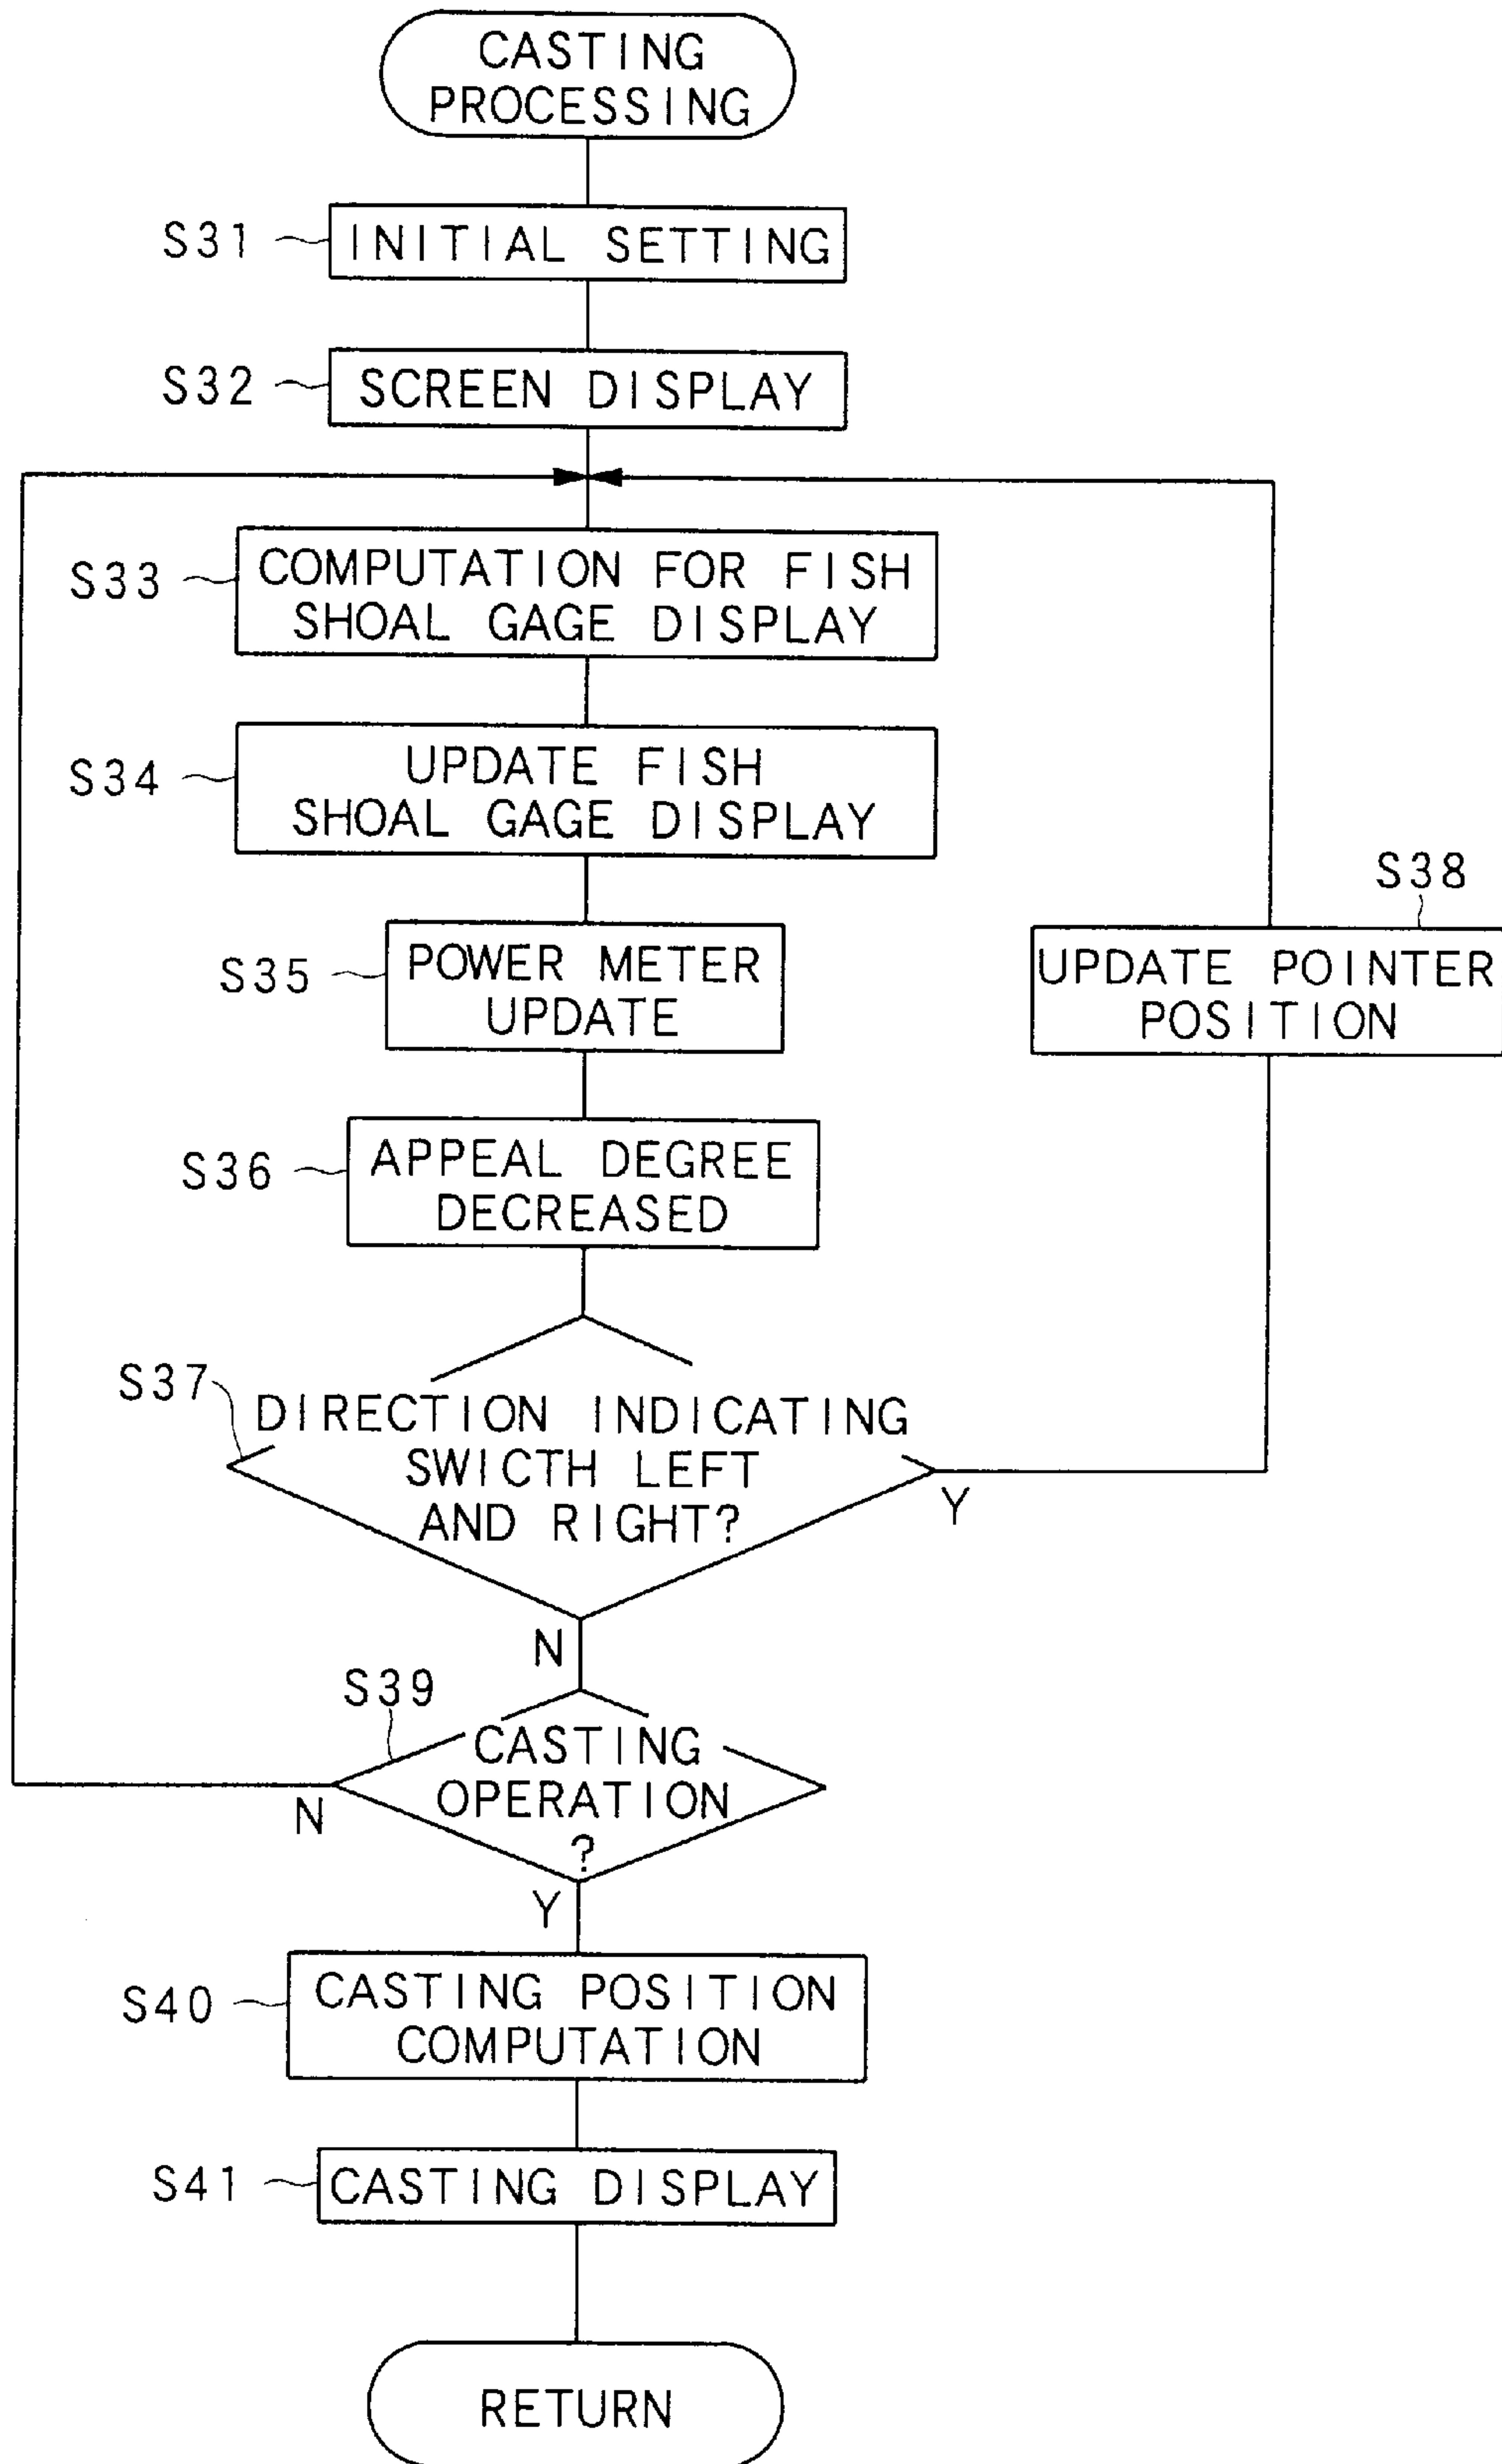 CASTING
PROCESSING
S31
INITIAL SETTING
S32
SCREEN DISPLAY
S33
COMPUTATION FOR FISH
SHOAL GAGE DISPLAY
S34
UPDATE FISH
SHOAL GAGE DISPLAY
S35
POWER METER
UPDATE
S38
UPDATE POINTER
POSITION
S36
APPEAL DEGREE
DECREASED
S37
DIRECTION INDICATING
SWICTH LEFT
AND RIGHT?
Y
N
S39
CASTING
OPERATION
?
N
Y
S40
CASTING POSITION
COMPUTATION
S41
CASTING DISPLAY
RETURN